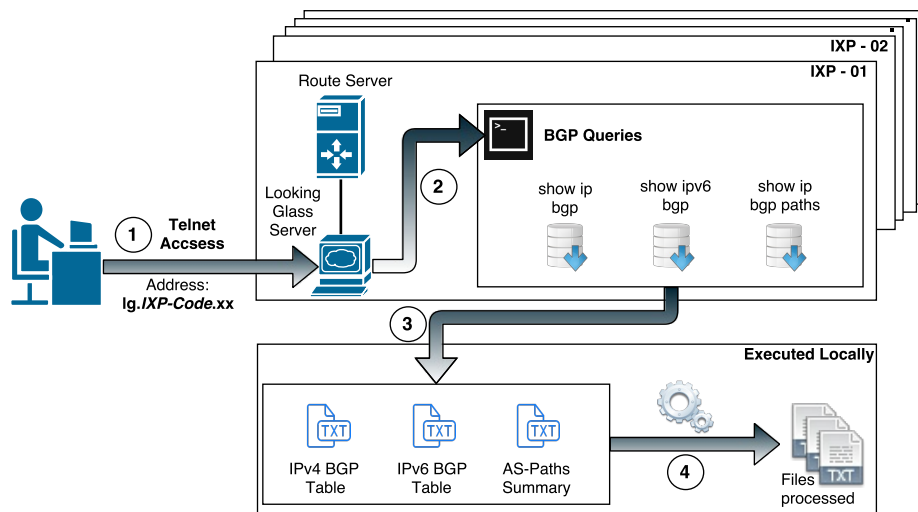 IXP - 02
IXP - 01
Route Server
>_
BGP Queries
2
Looking
Glass
Server
show ip
bgp
show ipv6
bgp
show ip
bgp paths
1
Telnet
Accsess
Address:
lg.IXP-Code.xx
3
Executed Locally
TXT
TXT
TXT
IPv4 BGP
Table
IPv6 BGP
Table
AS-Paths
Summary
4
TXT
TXT
TXT
Files
processed